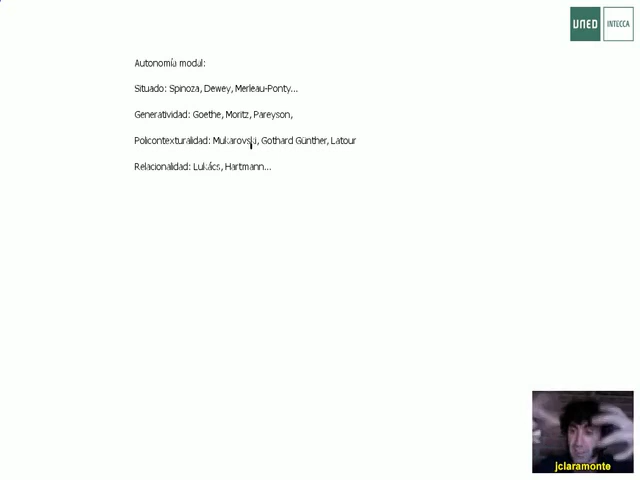 UNED
INTECCA
Autonomía modal:
Situado: Spinoza, Dewey, Merleau-Ponty...
Generatividad: Goethe, Moritz, Pareyson,
Policontexturalidad: Mukarovski, Gothard Günther, Latour
Relacionalidad: Lukács, Hartmann...
jclaramonte